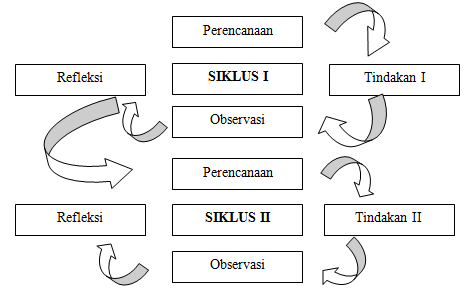 Perencanaan
Refleksi
SIKLUS I
Tindakan I
Observasi
Perencanaan
Refleksi
SIKLUS II
Tindakan II
Observasi